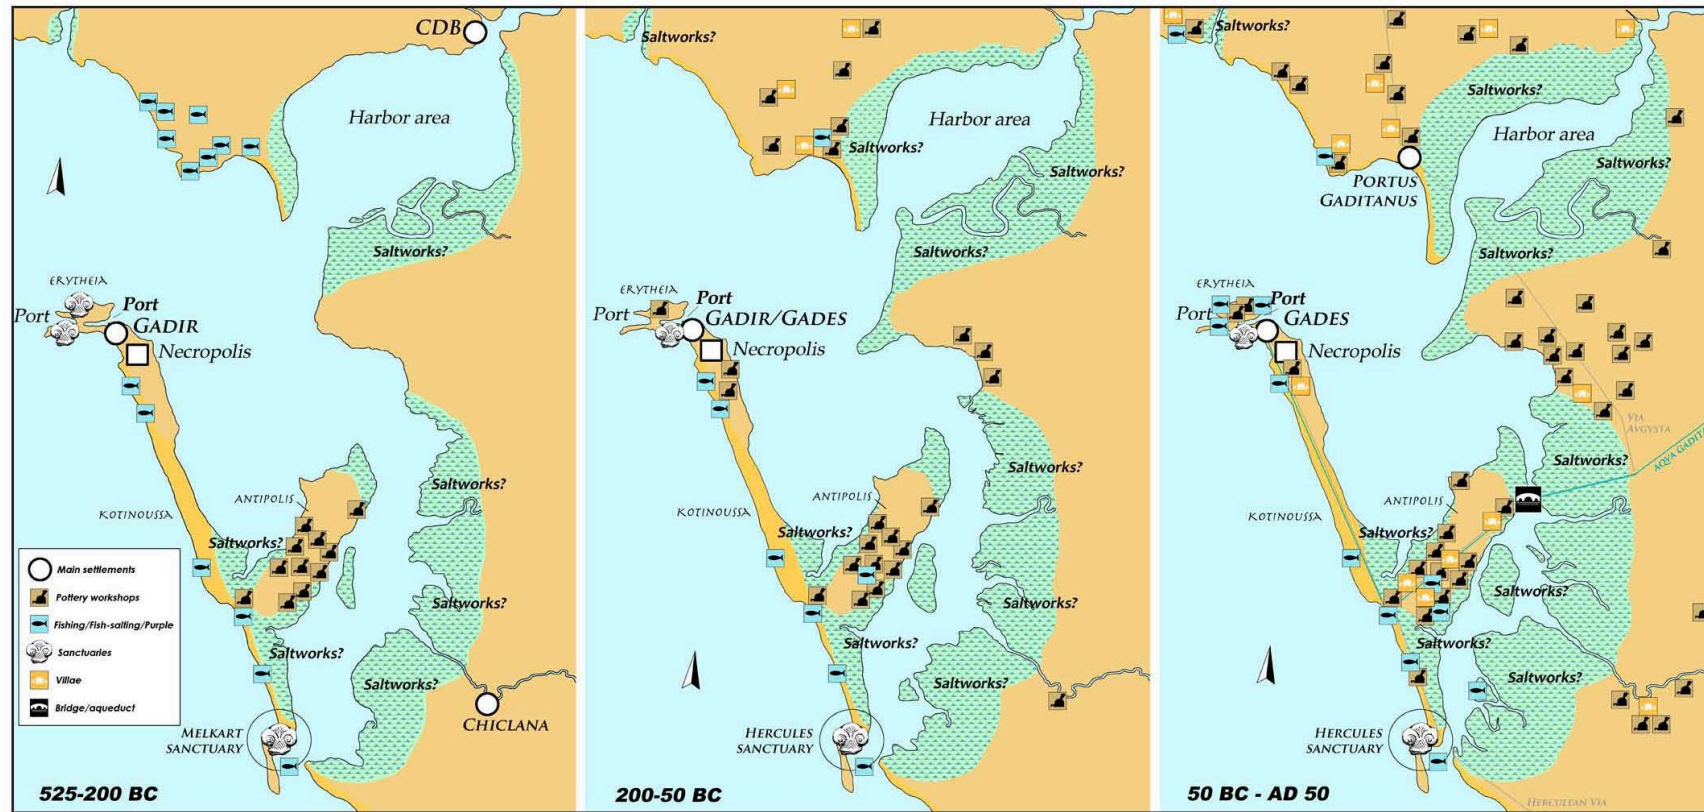 CDB
Harbor area
Saltworks?
ERYTHEIA
Port
Port
GADIR
Necropolis
ANTIPOLIS
Saltworks?
KOTINOUSSA
Saltworks?
Saltworks?
Saltworks?
Saltworks?
CHICLANA
MELKART
SANCTUARY
Main settlements
Pottery workshops
Fishing/Fish-salting/Purple
Sanctuaries
Villae
Bridge/aqueduct
525-200 BC
Saltworks?
Harbor area
Saltworks?
Saltworks?
Saltworks?
ERYTHEIA
Port
Port
GADIR/GADES
Necropolis
Saltworks?
ANTIPOLIS
KOTINOUSSA
Saltworks?
Saltworks?
Saltworks?
Saltworks?
HERCULES
SANCTUARY
200-50 BC
Saltworks?
Saltworks?
Harbor area
Saltworks?
PORTUS
GADITANUS
Saltworks?
ERYTHEIA
Port
Port
GADES
Necropolis
VIA
AVGVSTA
AQVA GADIT
Saltworks?
ANTIPOLIS
KOTINOUSSA
Saltworks?
Saltworks?
Saltworks?
Saltworks?
HERCULES
SANCTUARY
50 BC - AD 50
HERCULEAN VIA